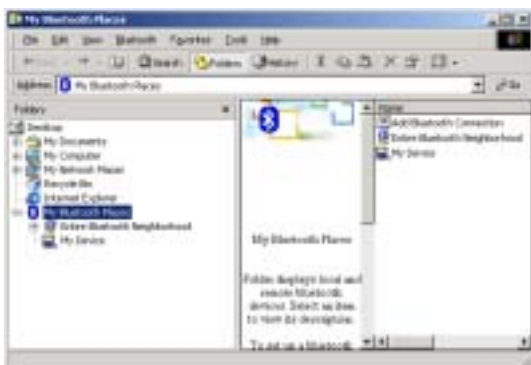 My Bluetooth Places
File Edit View Bluetooth Favorites Tools Help
Search Folders History
Address My Bluetooth Places Go
Folders
Desktop
My Documents
My Computer
My Network Places
Recycle Bin
Internet Explorer
My Bluetooth Places
Entire Bluetooth Neighborhood
My Device
My Bluetooth Places
Folder displays local and
remote bluetooth
devices. Select an item
to view its description.
To set up a bluetooth
Name
Add Bluetooth Connection
Entire Bluetooth Neighborhood
My Device